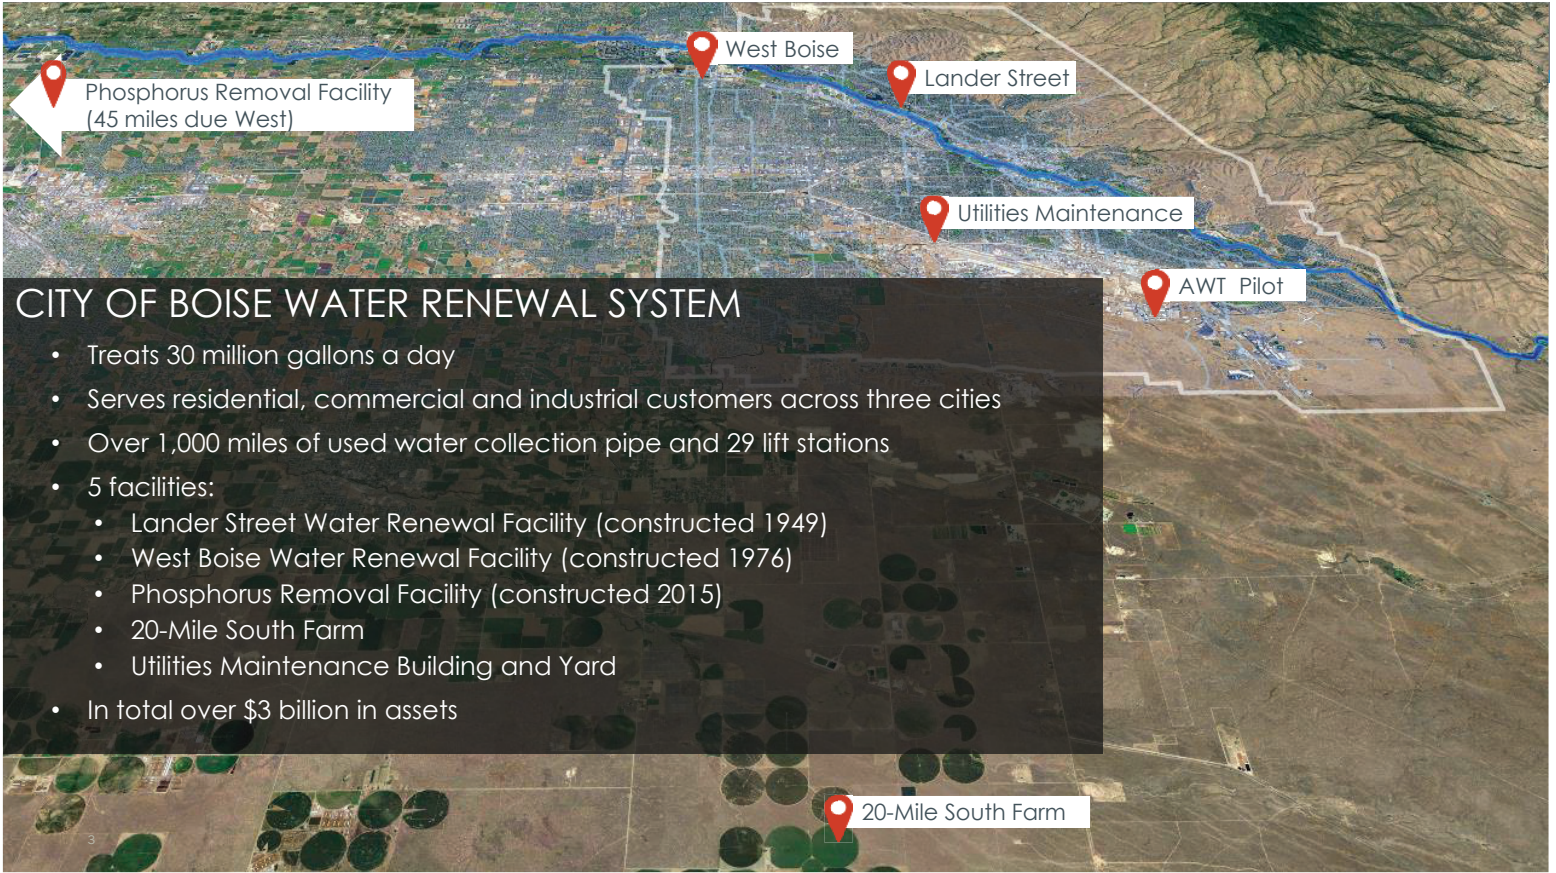 West Boise
Lander Street
Phosphorus Removal Facility
(45 miles due West)
Utilities Maintenance
AWT  Pilot
CITY OF BOISE WATER RENEWAL SYSTEM
• Treats 30 million gallons a day
• Serves residential, commercial and industrial customers across three cities
• Over 1,000 miles of used water collection pipe and 29 lift stations
• 5 facilities:
• Lander Street Water Renewal Facility (constructed 1949)
• West Boise Water Renewal Facility (constructed 1976)
• Phosphorus Removal Facility (constructed 2015)
• 20-Mile South Farm
• Utilities Maintenance Building and Yard
• In total over $3 billion in assets
20-Mile South Farm
3